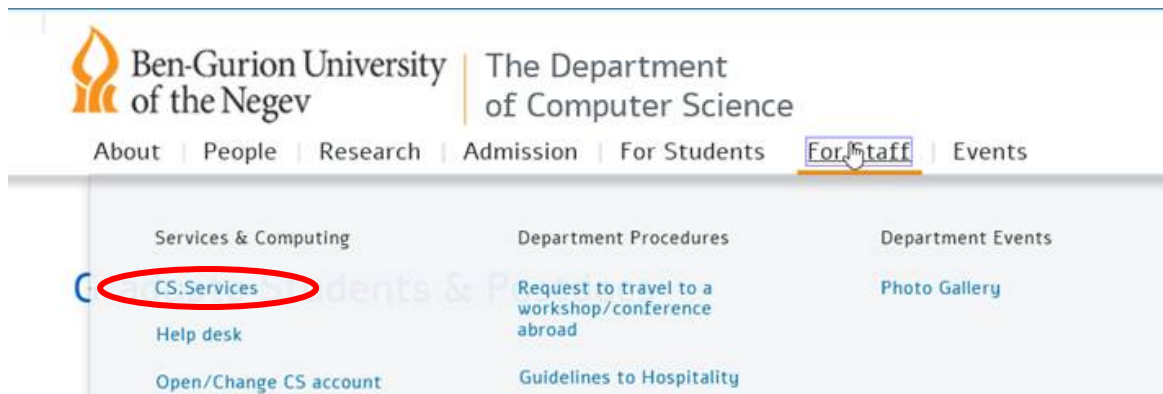 Ben-Gurion University
of the Negev
The Department
of Computer Science
About | People | Research | Admission | For Students For Staff | Events
Services & Computing
CS.Services
Help desk
Open/Change CS account
Department Procedures
Request to travel to a
workshop/conference
abroad
Guidelines to Hospitality
Department Events
Photo Gallery